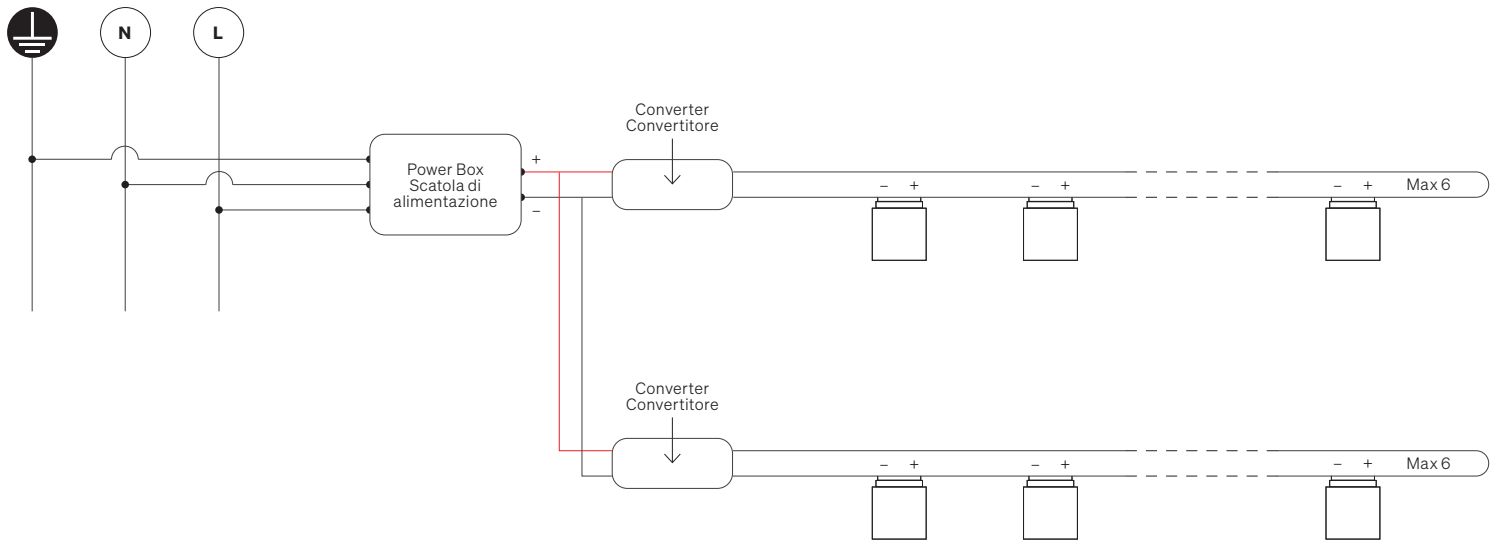 N
L
Converter
Convertitore
Power Box
Scatola di
alimentazione
+
–
– +
– +
– +
Max 6
Converter
Convertitore
– +
– +
– +
Max 6